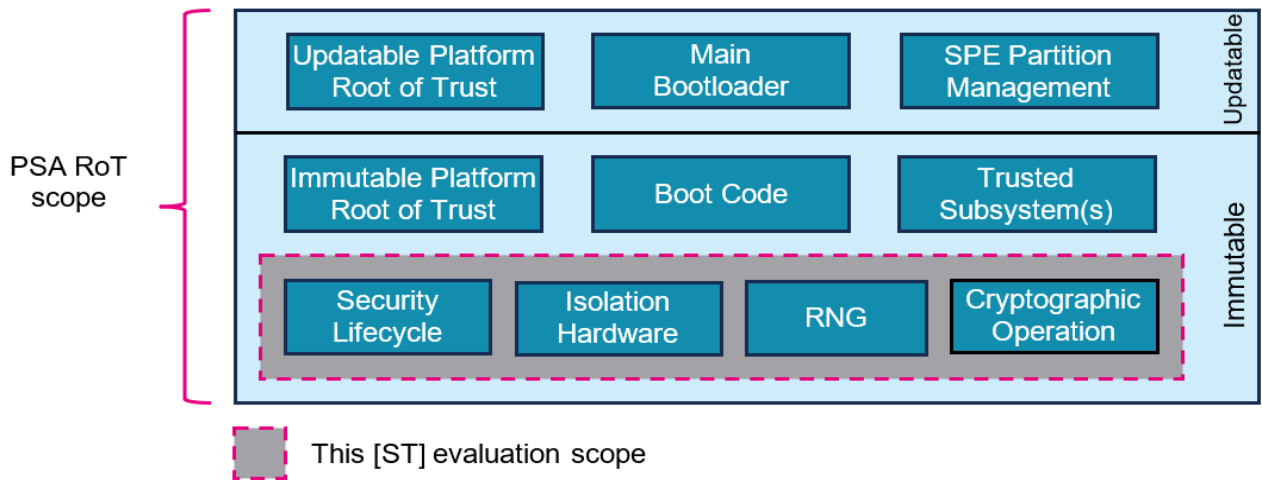 Updatable Platform
Root of Trust
Main
Bootloader
SPE Partition
Management
Updatable
PSA RoT
scope
Immutable Platform
Root of Trust
Boot Code
Trusted
Subsystem(s)
Immutable
Security
Lifecycle
Isolation
Hardware
RNG
Cryptographic
Operation
This [ST] evaluation scope